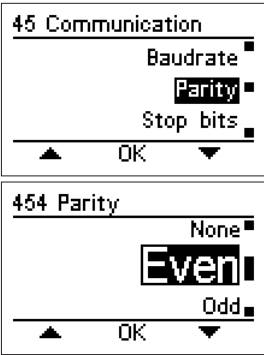 45 Communication
Baudrate
Parity
Stop bits
OK
454 Parity
None
Even
Odd
OK